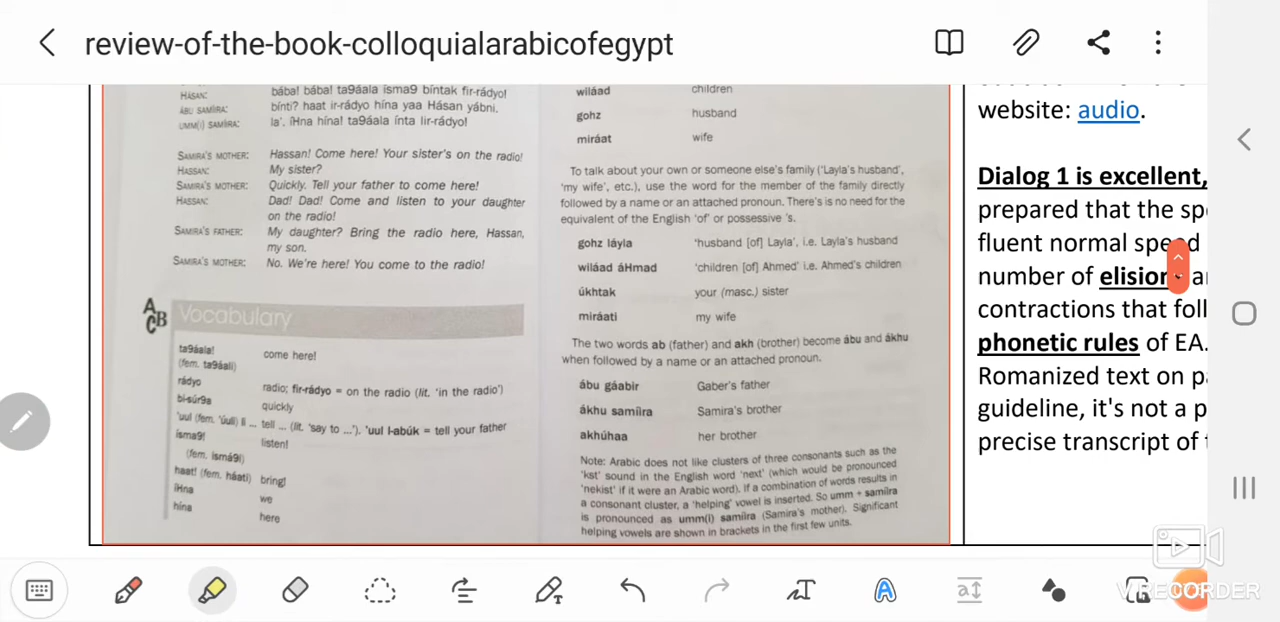 review-of-the-book-colloquialarabicofegypt
HASAN:
bába! bába! ta9áala isma9 bíntak fir-rádyo!
ABU SAMIIRA:
bínti? haat ir-rádyo hína yaa Hásan yábni.
UMM(I) SAMIIRA:
la'. íHna hína! ta9áala ínta lir-rádyo!
SAMIRA'S MOTHER: Hassan! Come here! Your sister's on the radio!
HASSAN: My sister?
SAMIRA'S MOTHER: Quickly. Tell your father to come here!
HASSAN: Dad! Dad! Come and listen to your daughter
on the radio!
SAMIRA'S FATHER: My daughter? Bring the radio here, Hassan,
my son.
SAMIRA'S MOTHER: No. We're here! You come to the radio!
ABC Vocabulary
ta9áala! come here!
(fem. ta9áali)
rádyo radio; fir-rádyo = on the radio (lit. 'in the radio')
bi-súr9a quickly
'uul (fem. 'úuli) li ... tell ... (lit. 'say to ...'). 'uul l-abúk = tell your father
ísma9! listen!
(fem. ismá9i)
haat! (fem. háati) bring!
íHna we
hína here
wiláad children
gohz husband
miráat wife
To talk about your own or someone else's family ('Layla's husband',
'my wife', etc.), use the word for the member of the family directly
followed by a name or an attached pronoun. There's is no need for the
equivalent of the English 'of' or possessive 's.
gohz láyla 'husband [of] Layla', i.e. Layla's husband
wiláad áHmad 'children [of] Ahmed' i.e. Ahmed's children
úkhtak your (masc.) sister
miráati my wife
The two words ab (father) and akh (brother) become ábu and ákhu
when followed by a name or an attached pronoun.
ábu gáabir Gaber's father
ákhu samíira Samira's brother
akhúhaa her brother
Note: Arabic does not like clusters of three consonants such as the
'kst' sound in the English word 'next' (which would be pronounced
'nekist' if it were an Arabic word). If a combination of words results in
a consonant cluster, a 'helping' vowel is inserted. So umm + samíira
is pronounced as umm(i) samíira (Samira's mother). Significant
helping vowels are shown in brackets in the first few units.
website: audio.
Dialog 1 is excellent,
prepared that the sp
fluent normal speed
number of elision
contractions that foll
phonetic rules of EA.
Romanized text on p
guideline, it's not a p
precise transcript of t
V RECORDER